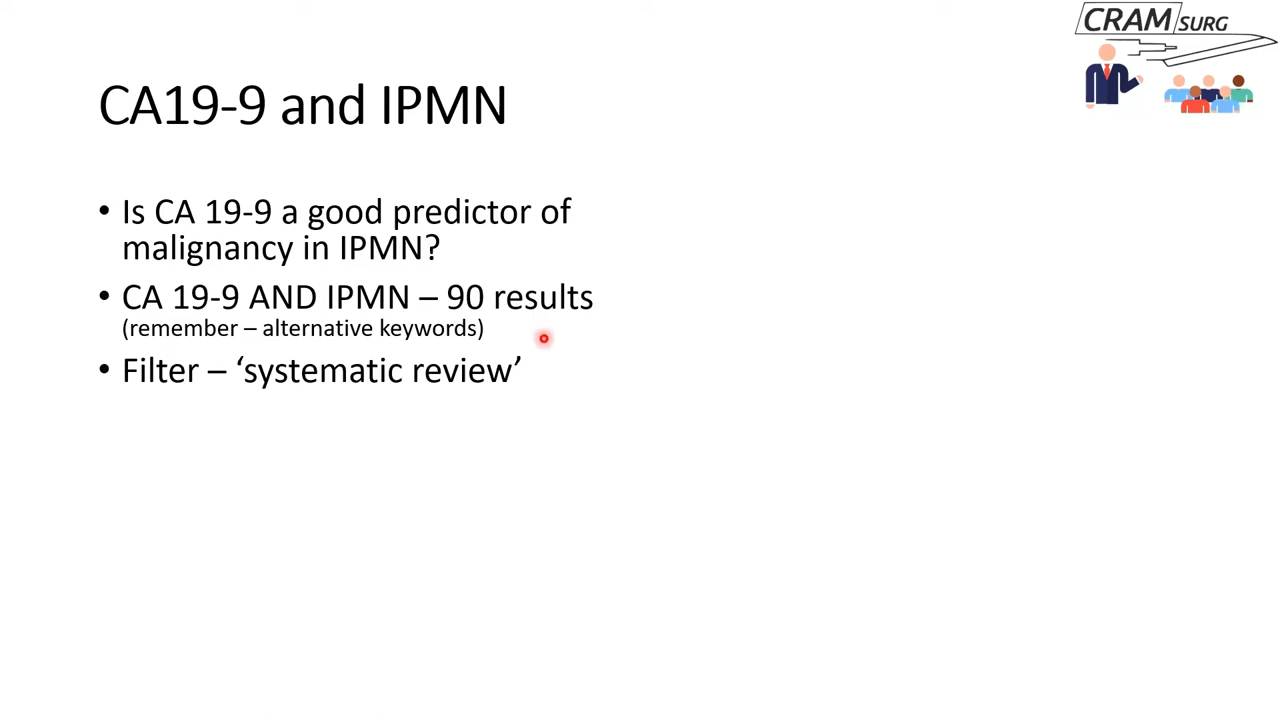 CRAM SURG
CA19-9 and IPMN
• Is CA 19-9 a good predictor of
malignancy in IPMN?
• CA 19-9 AND IPMN – 90 results
(remember – alternative keywords)
• Filter – ‘systematic review’